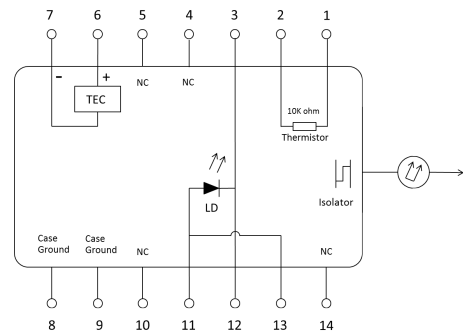 7 6 5 4 3 2 1
- + NC NC
TEC
10K ohm
Thermistor
LD
Isolator
Case
Ground
Case
Ground
NC
NC
8 9 10 11 12 13 14